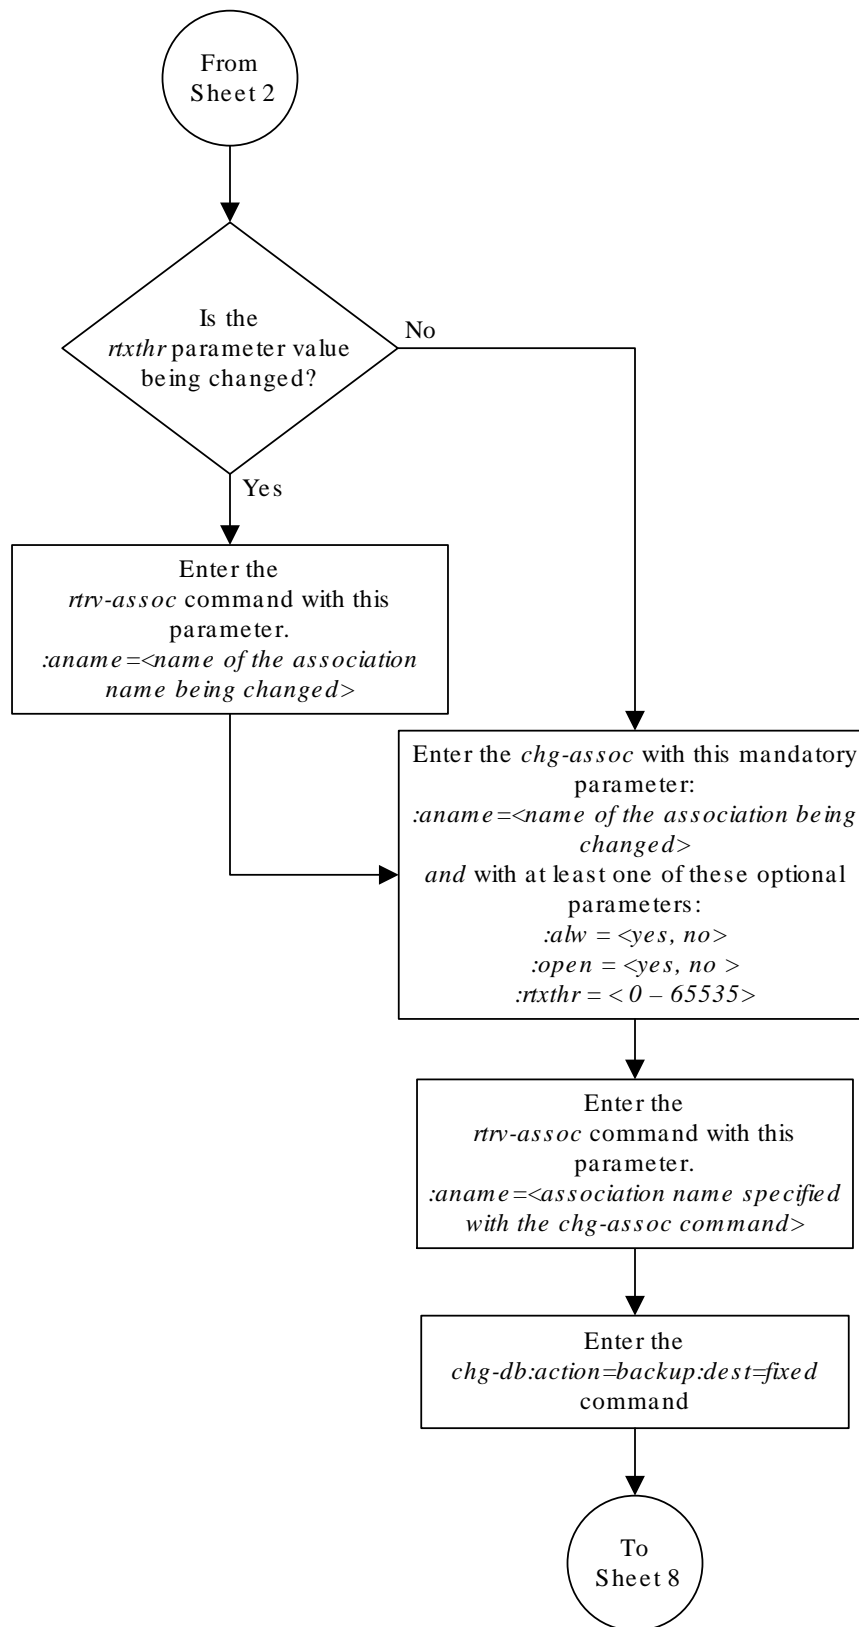 From
Sheet 2
Is the
rtxthr parameter value
being changed?
No
Yes
Enter the
rtrv-assoc command with this
parameter.
:aname=<name of the association
name being changed>
Enter the chg-assoc with this mandatory
parameter:
:aname=<name of the association being
changed>
and with at least one of these optional
parameters:
:alw = <yes, no>
:open = <yes, no >
:rtxthr = < 0 – 65535>
Enter the
rtrv-assoc command with this
parameter.
:aname=<association name specified
with the chg-assoc command>
Enter the
chg-db:action=backup:dest=fixed
command
To
Sheet 8